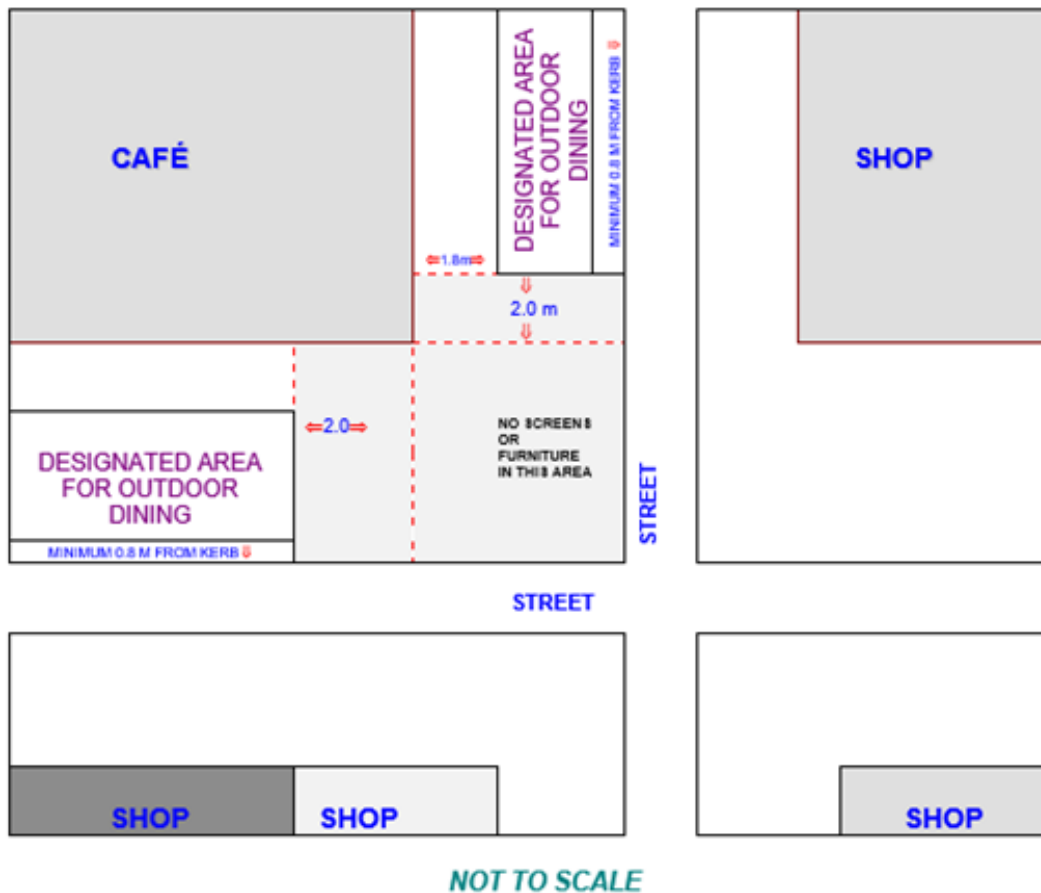 CAFÉ
DESIGNATED AREA
FOR OUTDOOR
DINING
MINIMUM 0.8 M FROM KERB ⇩
SHOP
⇦1.8m⇨
⇩
2.0 m
⇩
⇦2.0⇨
NO SCREENS
OR
FURNITURE
IN THIS AREA
DESIGNATED AREA
FOR OUTDOOR
DINING
MINIMUM 0.8 M FROM KERB ⇩
STREET
STREET
SHOP
SHOP
SHOP
NOT TO SCALE